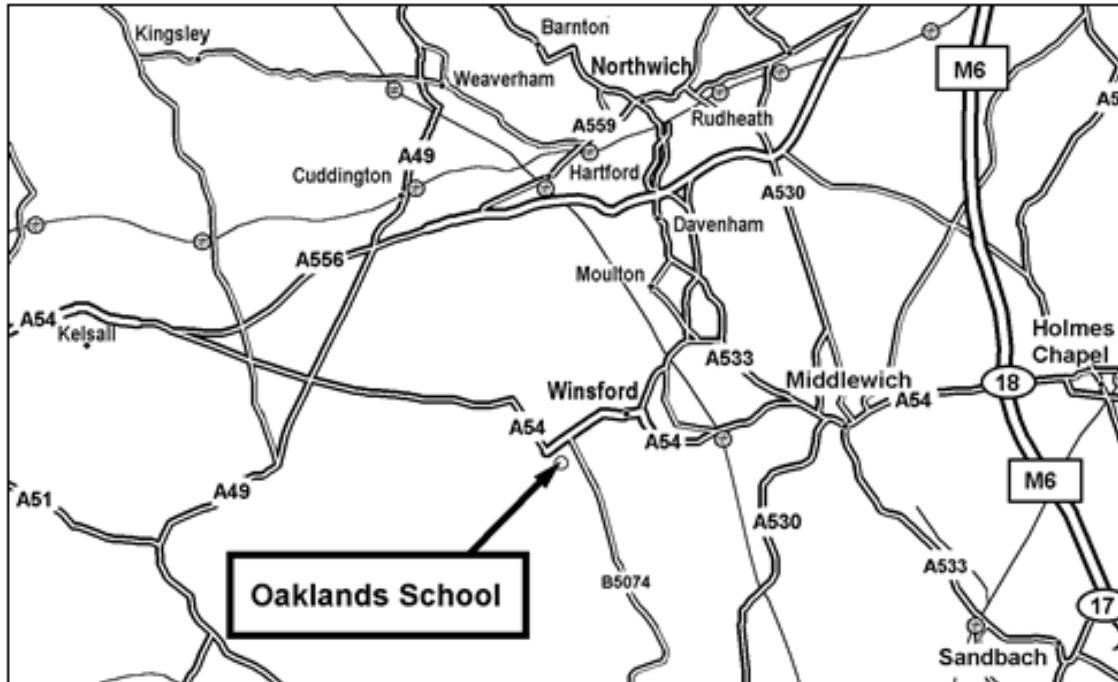 Barnton
Kingsley
Northwich
M6
Weaverham
A5
Rudheath
A559
A49
Hartford
Cuddington
A530
Davenham
A556
Moulton
A54
Kelsall
Holmes
Chapel
A533
Middlewich
18
Winsford
A54
A54
A54
M6
A49
A51
A530
A533
B5074
Oaklands School
17
Sandbach